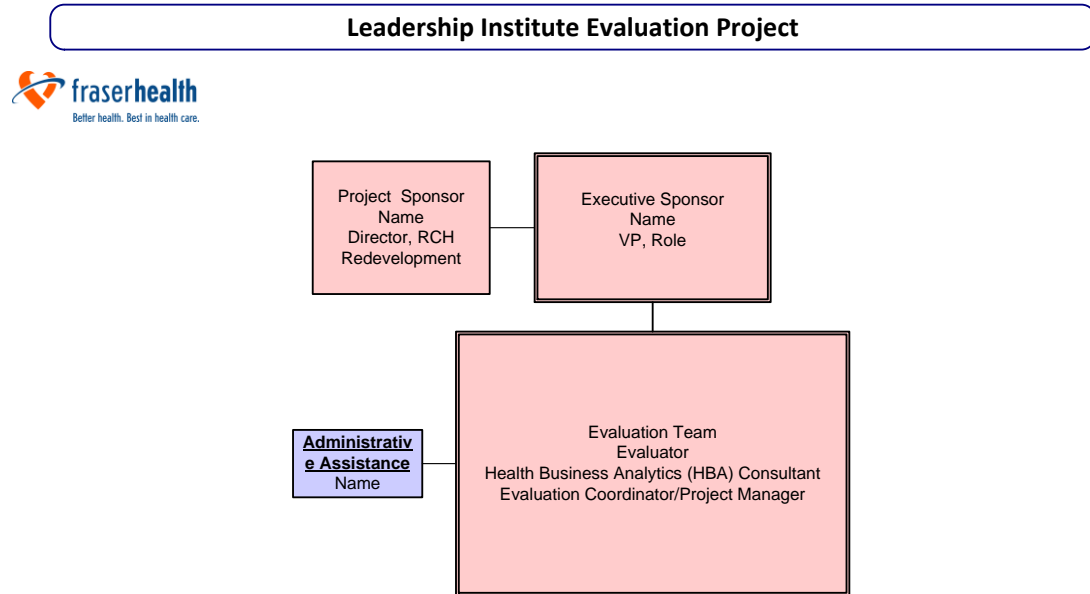 Leadership Institute Evaluation Project
fraserhealth
Better health. Best in health care.
Project Sponsor
Name
Director, RCH
Redevelopment
Executive Sponsor
Name
VP, Role
Administrativ
e Assistance
Name
Evaluation Team
Evaluator
Health Business Analytics (HBA) Consultant
Evaluation Coordinator/Project Manager